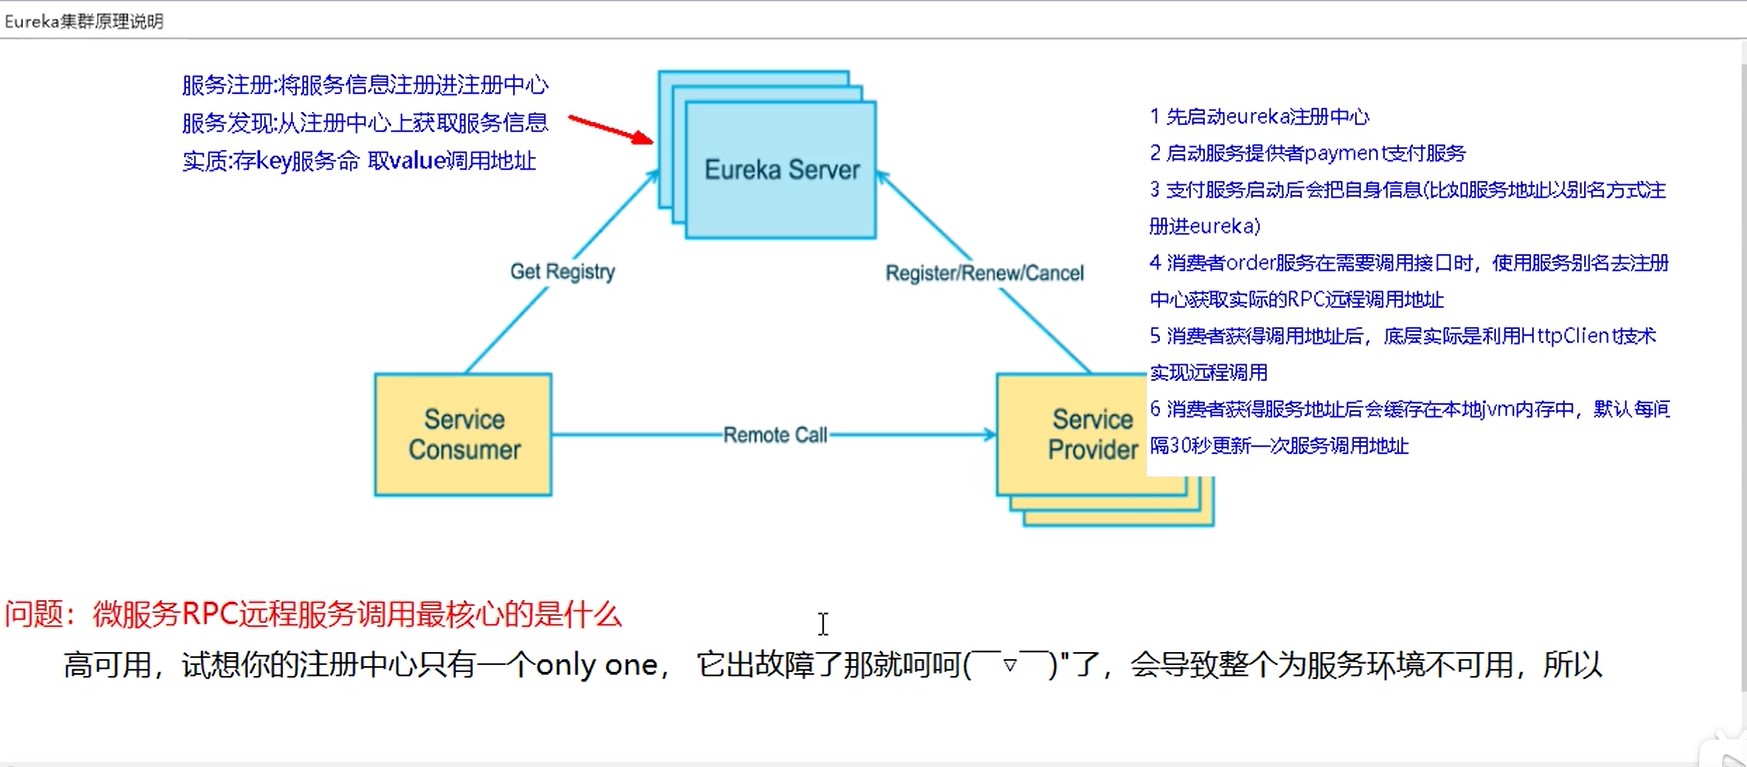 Eureka集群原理说明
服务注册:将服务信息注册进注册中心
服务发现:从注册中心上获取服务信息
实质:存key服务命 取value调用地址
Eureka Server
Get Registry
Register/Renew/Cancel
Service
Consumer
Remote Call
Service
Provider
1 先启动eureka注册中心
2 启动服务提供者payment支付服务
3 支付服务启动后会把自身信息(比如服务地址以别名方式注
册进eureka)
4 消费者order服务在需要调用接口时，使用服务别名去注册
中心获取实际的RPC远程调用地址
5 消费者获得调用地址后，底层实际是利用HttpClient技术
实现远程调用
6 消费者获得服务地址后会缓存在本地jvm内存中，默认每间
隔30秒更新一次服务调用地址
问题：微服务RPC远程服务调用最核心的是什么
高可用，试想你的注册中心只有一个only one， 它出故障了那就呵呵(￣▽￣)"了，会导致整个为服务环境不可用，所以